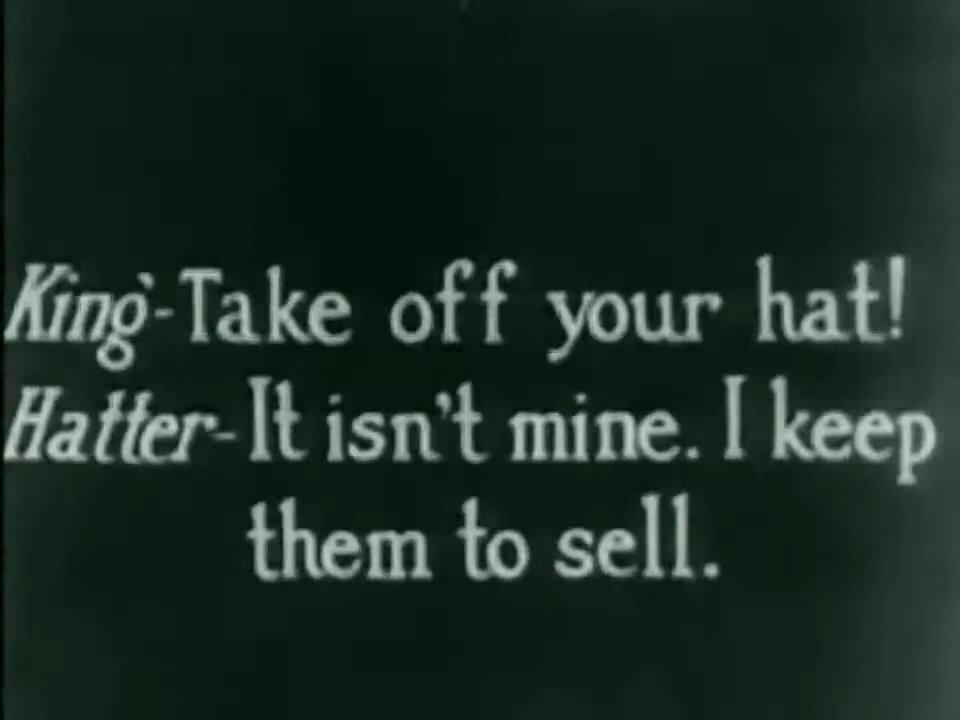 King-Take off your hat!
Hatter-It isn't mine. I keep
them to sell.